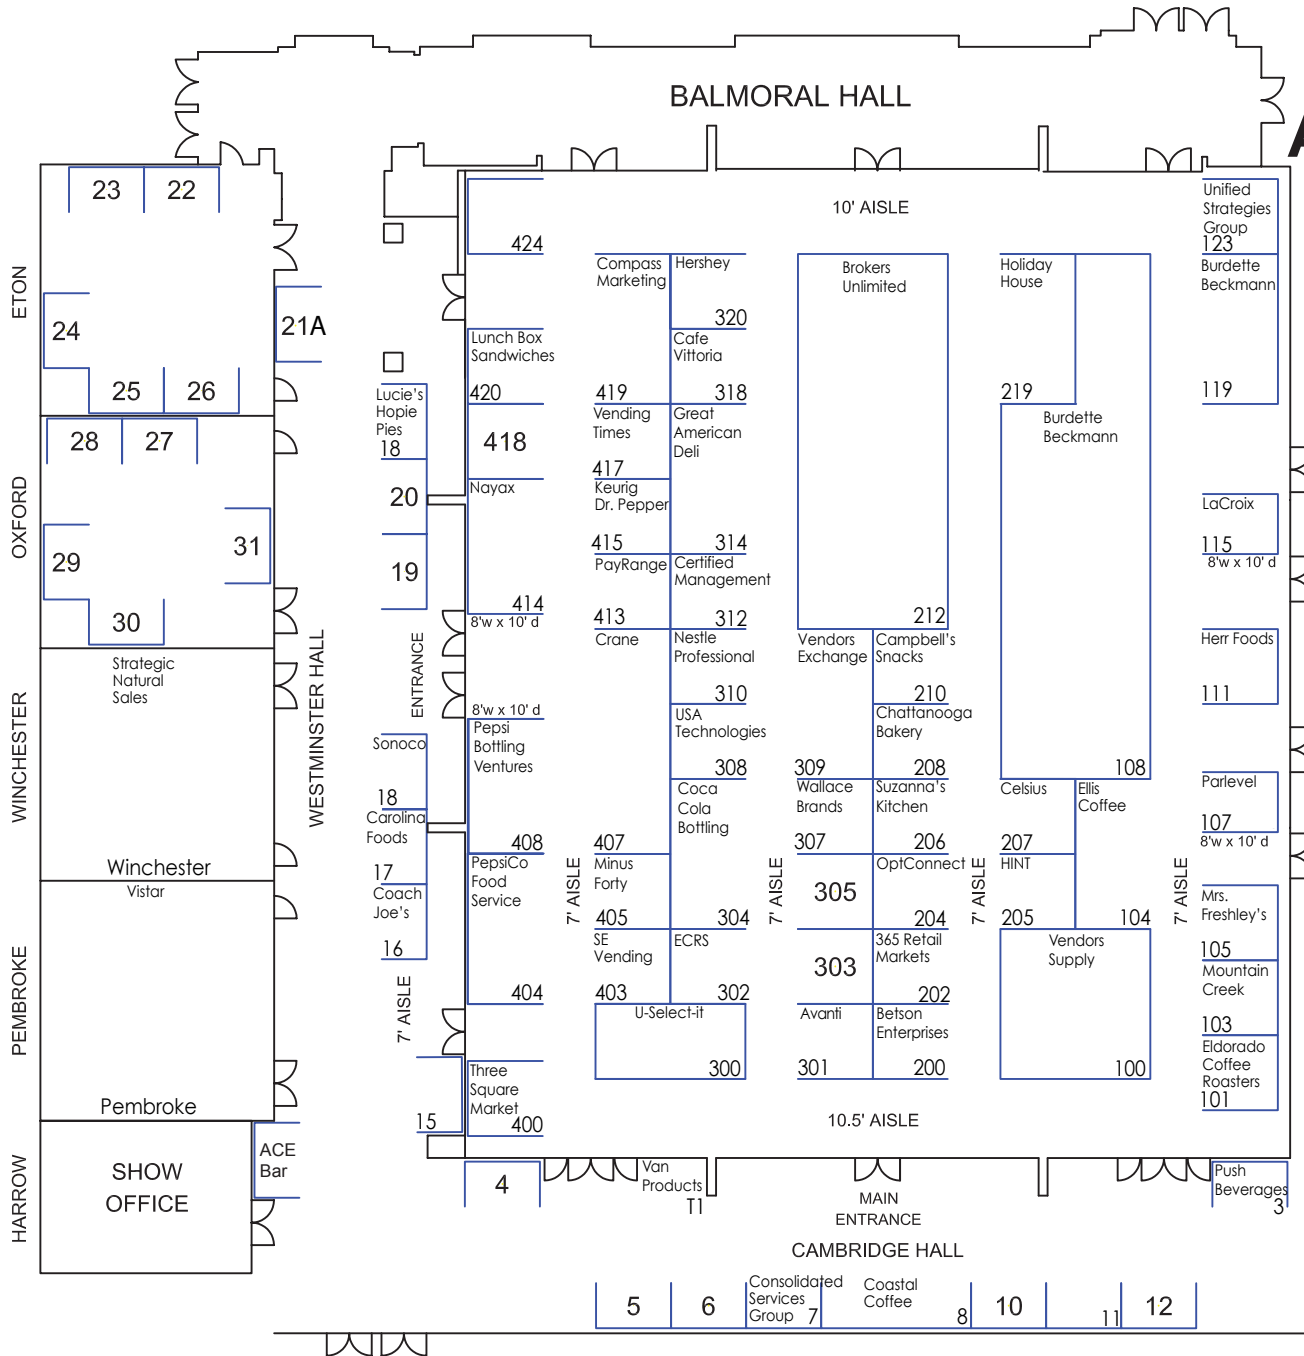 BALMORAL HALL
A
23
22
24
25
26
21A
ETON
28
27
29
30
31
OXFORD
Strategic
Natural
Sales
Winchester
WINCHESTER
Vistar
Pembroke
PEMBROKE
SHOW
OFFICE
HARROW
ACE
Bar
WESTMINSTER HALL
ENTRANCE
Lucie's
Hopie
Pies
18
20
19
Sonoco
18
Carolina
Foods
17
Coach
Joe's
16
7' AISLE
15
424
Lunch Box
Sandwiches
420
418
Nayax
414
8'w x 10' d
8'w x 10' d
Pepsi
Bottling
Ventures
408
PepsiCo
Food
Service
404
Three
Square
Market
400
4
10' AISLE
Compass
Marketing
419
Vending
Times
417
Keurig
Dr. Pepper
415
PayRange
413
Crane
407
Minus
Forty
405
SE
Vending
403
Hershey
320
Cafe
Vittoria
318
Great
American
Deli
314
Certified
Management
312
Nestle
Professional
310
USA
Technologies
308
Coca
Cola
Bottling
304
ECRS
302
U-Select-it
300
7' AISLE
Brokers
Unlimited
212
Vendors
Exchange
309
Wallace
Brands
307
305
303
Avanti
301
Campbell's
Snacks
210
Chattanooga
Bakery
208
Suzanna's
Kitchen
206
OptConnect
204
365 Retail
Markets
202
Betson
Enterprises
200
7' AISLE
Holiday
House
219
Burdette
Beckmann
108
Celsius
207
HINT
205
Ellis
Coffee
104
Vendors
Supply
100
7' AISLE
Unified
Strategies
Group
123
Burdette
Beckmann
119
LaCroix
115
8'w x 10' d
Herr Foods
111
Parlevel
107
8'w x 10' d
Mrs.
Freshley's
105
Mountain
Creek
103
Eldorado
Coffee
Roasters
101
7' AISLE
10.5' AISLE
Van
Products
T1
MAIN
ENTRANCE
Push
Beverages
3
CAMBRIDGE HALL
5
6
Consolidated
Services
Group 7
Coastal
Coffee
8
10
11
12